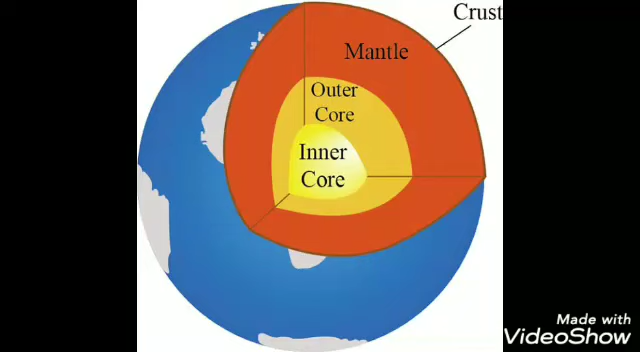 Crust
Mantle
Outer
Core
Inner
Core
Made with
VideoShow